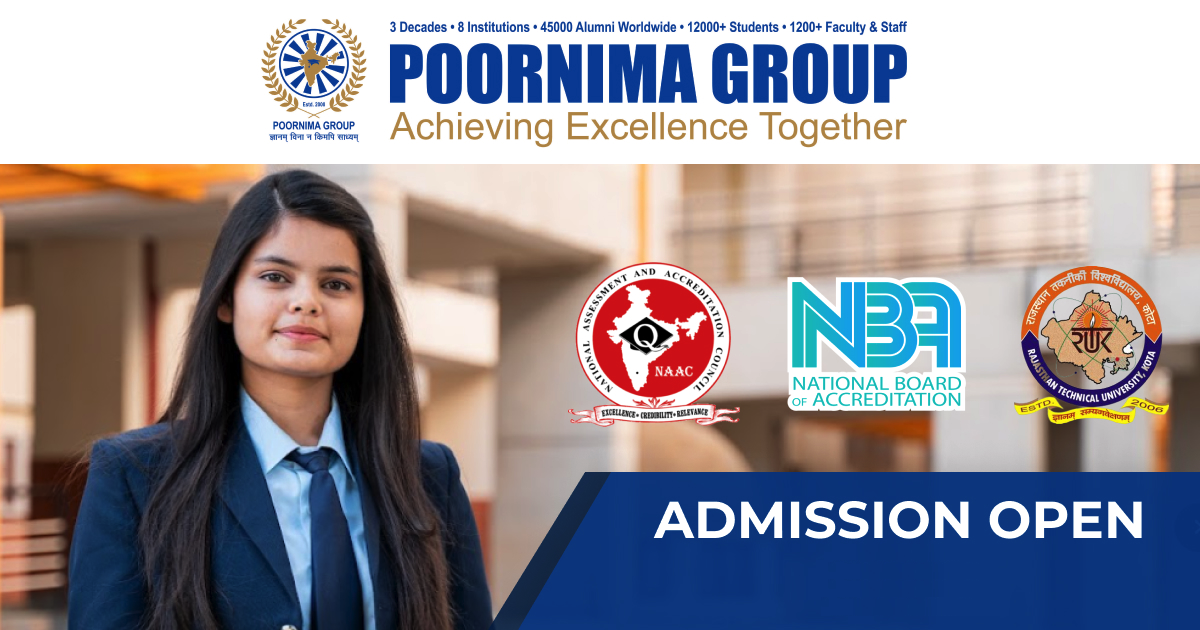 3 Decades • 8 Institutions • 45000 Alumni Worldwide • 12000+ Students • 1200+ Faculty & Staff
POORNIMA GROUP
Achieving Excellence Together
Estd. 2000
POORNIMA GROUP
ज्ञानम् विना न किमपि साध्यम्
NATIONAL ASSESSMENT AND ACCREDITATION COUNCIL
Q
NAAC
EXCELLENCE • CREDIBILITY • RELEVANCE
NBA
NATIONAL BOARD
OF ACCREDITATION
राजस्थान तकनीकी विश्वविद्यालय, कोटा
RAJASTHAN TECHNICAL UNIVERSITY, KOTA
ESTD. 2006
ADMISSION OPEN